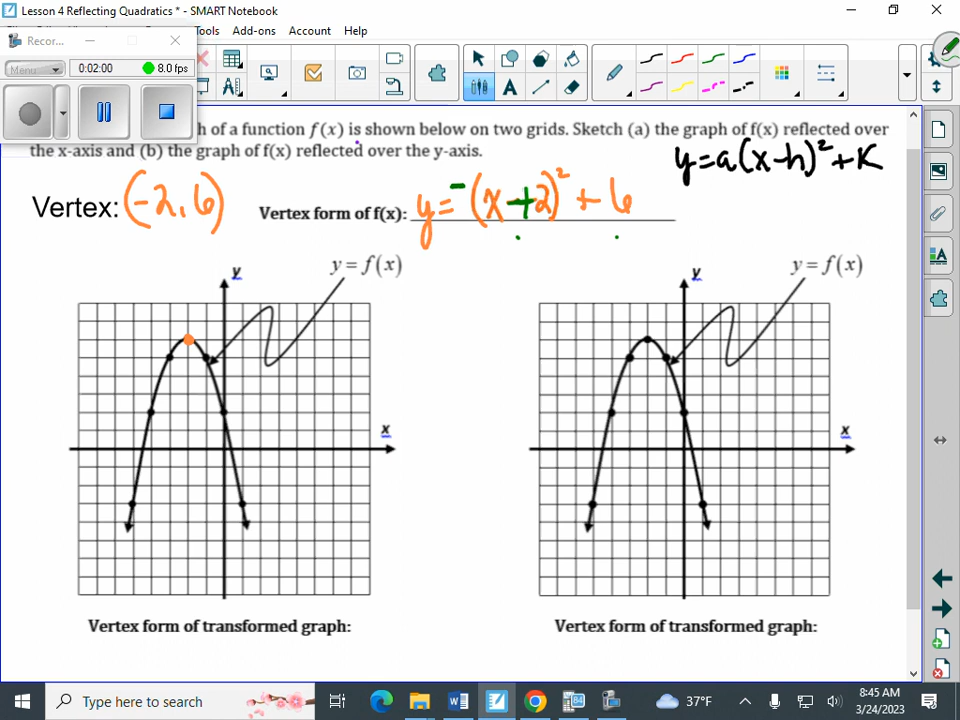 Lesson 4 Reflecting Quadratics * - SMART Notebook
Tools Add-ons Account Help
Recor...
Menu
0:02:00 8.0 fps
h of a function f(x) is shown below on two grids. Sketch (a) the graph of f(x) reflected over
the x-axis and (b) the graph of f(x) reflected over the y-axis.
y=a(x-h)²+K
Vertex: (-2,6)
Vertex form of f(x): y=-(x+2)²+6
y = f(x)
y
x
y = f(x)
y
x
Vertex form of transformed graph:
Vertex form of transformed graph:
Type here to search
37°F
8:45 AM
3/24/2023